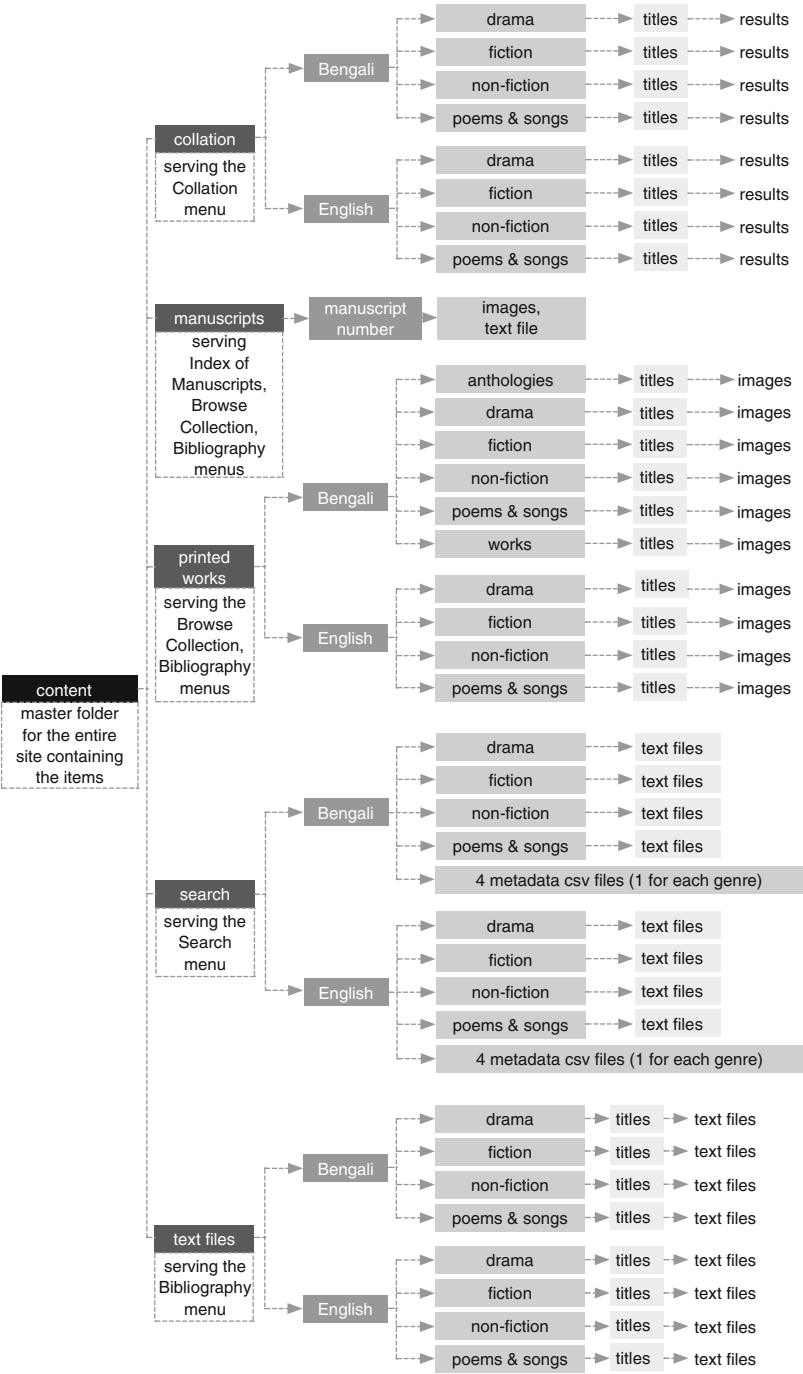 content
master folder
for the entire
site containing
the items
collation
serving the
Collation
menu
Bengali
drama titles results
fiction titles results
non-fiction titles results
poems & songs titles results
English
drama titles results
fiction titles results
non-fiction titles results
poems & songs titles results
manuscripts
serving
Index of
Manuscripts,
Browse
Collection,
Bibliography
menus
manuscript
number
images,
text file
printed
works
serving the
Browse
Collection,
Bibliography
menus
Bengali
anthologies titles images
drama titles images
fiction titles images
non-fiction titles images
poems & songs titles images
works titles images
English
drama titles images
fiction titles images
non-fiction titles images
poems & songs titles images
search
serving the
Search
menu
Bengali
drama text files
fiction text files
non-fiction text files
poems & songs text files
4 metadata csv files (1 for each genre)
English
drama text files
fiction text files
non-fiction text files
poems & songs text files
4 metadata csv files (1 for each genre)
text files
serving the
Bibliography
menu
Bengali
drama titles text files
fiction titles text files
non-fiction titles text files
poems & songs titles text files
English
drama titles text files
fiction titles text files
non-fiction titles text files
poems & songs titles text files